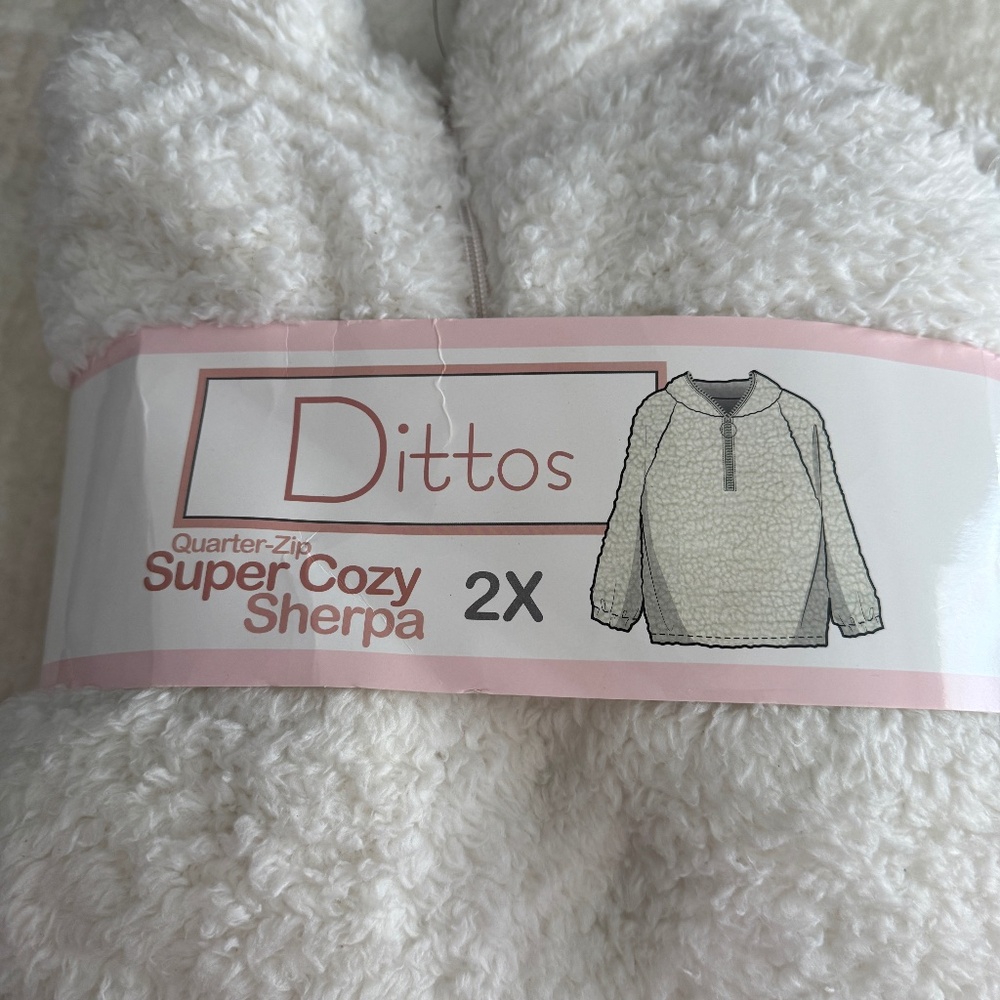 Dittos
Quarter-Zip
Super Cozy
Sherpa
2X